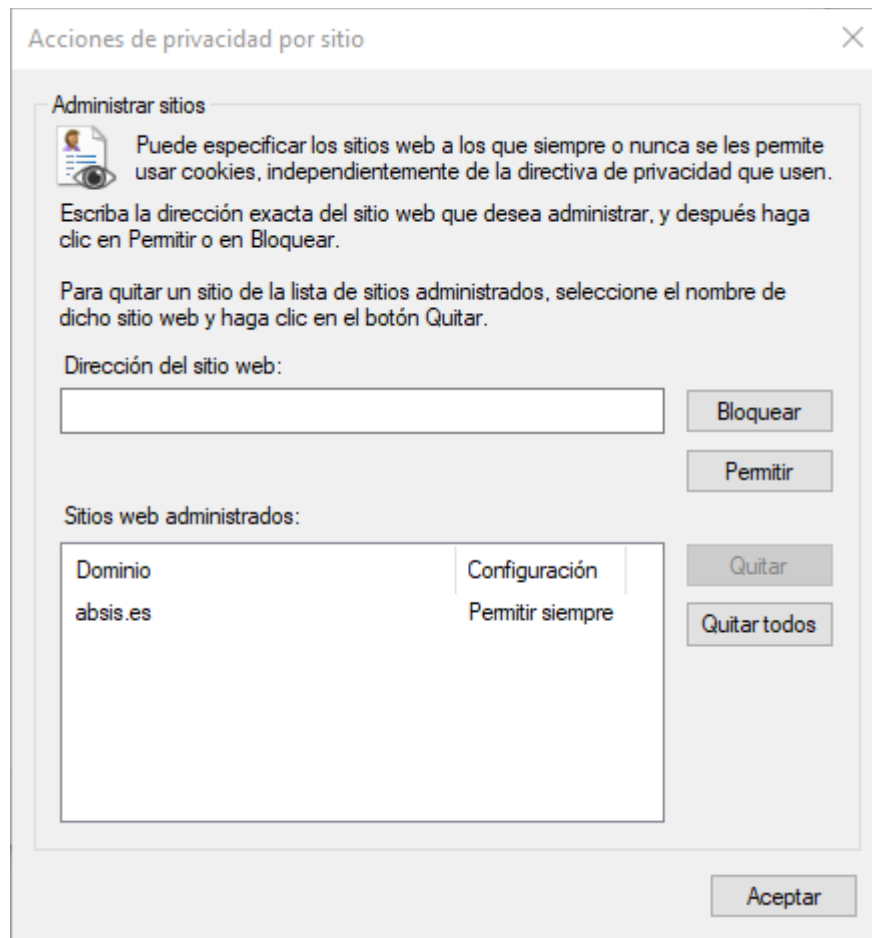 Acciones de privacidad por sitio
Administrar sitios
Puede especificar los sitios web a los que siempre o nunca se les permite
usar cookies, independientemente de la directiva de privacidad que usen.
Escriba la dirección exacta del sitio web que desea administrar, y después haga
clic en Permitir o en Bloquear.
Para quitar un sitio de la lista de sitios administrados, seleccione el nombre de
dicho sitio web y haga clic en el botón Quitar.
Dirección del sitio web:
Bloquear
Permitir
Sitios web administrados:
Dominio Configuración
absis.es Permitir siempre
Quitar
Quitar todos
Aceptar